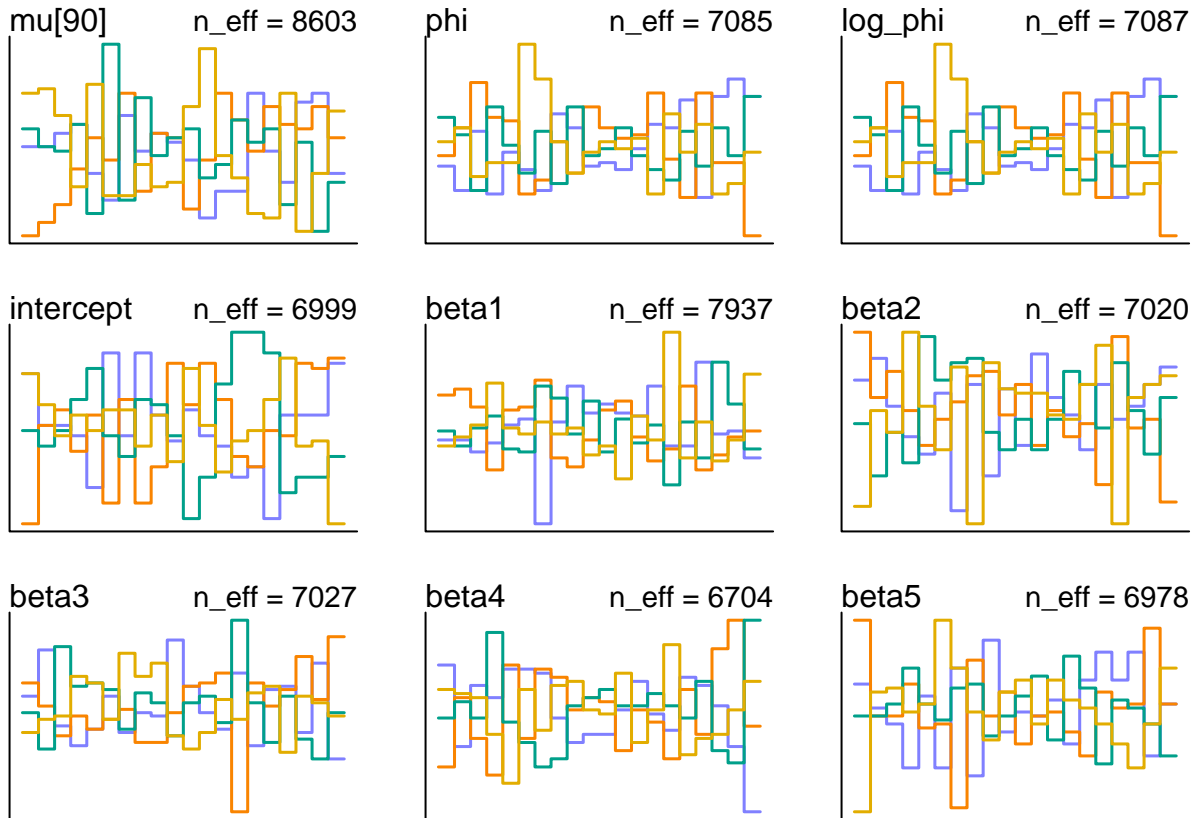 mu[90] n_eff = 8603
phi n_eff = 7085
log_phi n_eff = 7087
intercept n_eff = 6999
beta1 n_eff = 7937
beta2 n_eff = 7020
beta3 n_eff = 7027
beta4 n_eff = 6704
beta5 n_eff = 6978